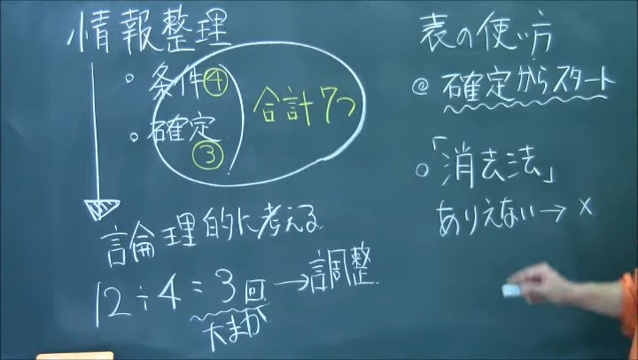 情報整理
。条件④
。確定③
合計7つ
論理的に考える
12÷4=3回→調整
大まか
表の使い方
@確定からスタート
。「消去法」
ありえない→×